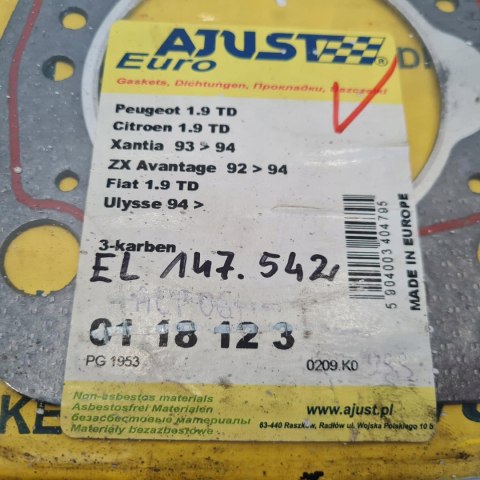 AJUST
®
Euro
Gaskets, Dichtungen, Прокладки, Uszczelki
Peugeot 1.9 TD
Citroen 1.9 TD
Xantia 93 > 94
ZX Avantage 92 > 94
Fiat 1.9 TD
Ulysse 94 >
3-karben
EL 147.542
01 18 12 3
PG 1953
0209.K0
5 904003 404795
MADE IN EUROPE
Non-asbestos materials
Asbestosfrei Materialen
безасбестовые материалы
Materiały bezazbestowe
www.ajust.pl
63-440 Raszków, Radłów ul. Wojska Polskiego 10 b